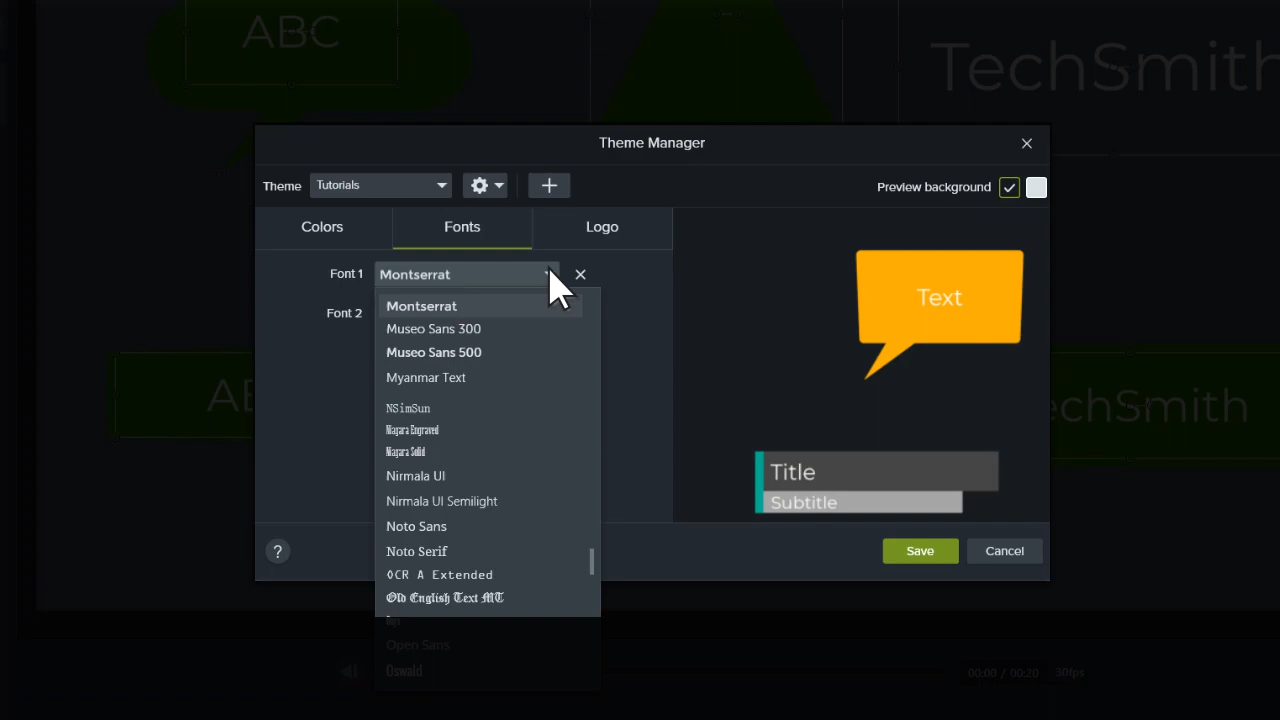 ABC
TechSmith
Theme Manager
Theme Tutorials
Preview background
Colors Fonts Logo
Font 1 Montserrat
Font 2
Montserrat
Museo Sans 300
Museo Sans 500
Myanmar Text
NSimSun
Niagara Engraved
Niagara Solid
Nirmala UI
Nirmala UI Semilight
Noto Sans
Noto Serif
OCR A Extended
Old English Text MT
Open Sans
Oswald
Text
Title
Subtitle
AB
echSmith
?
Save Cancel
00:00 / 00:20 30fps